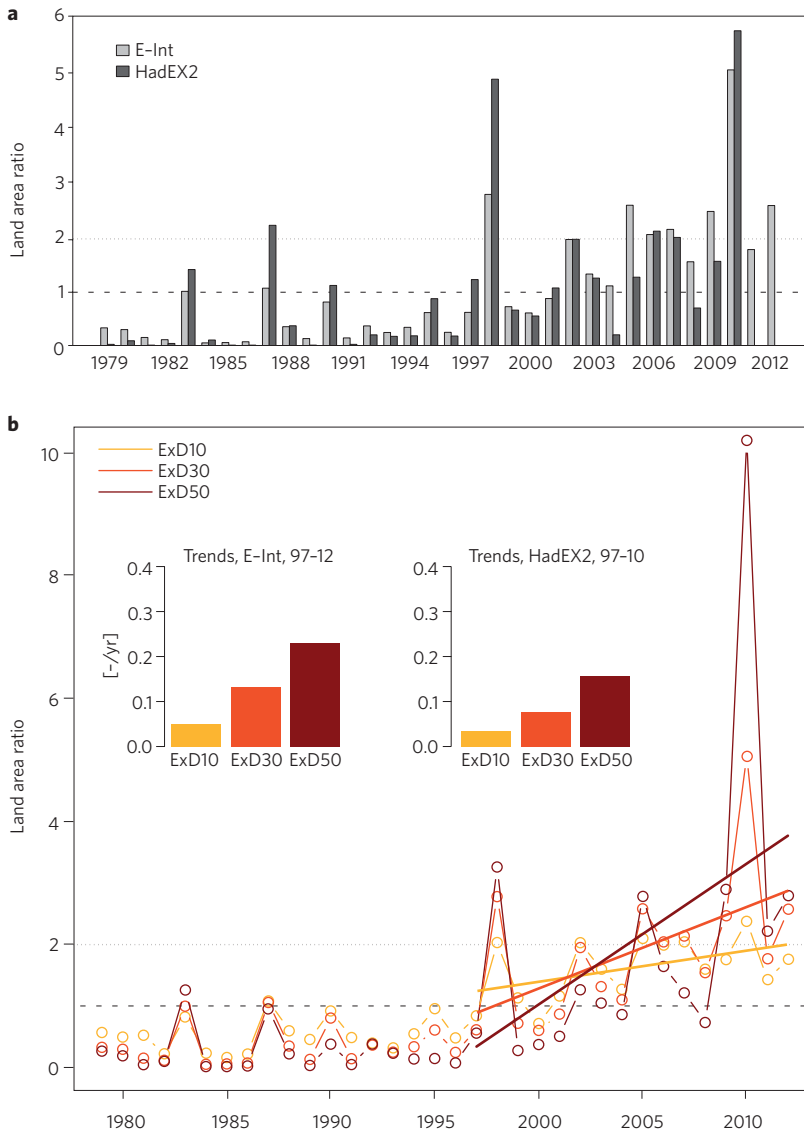 a
6
5
4
3
2
1
0
Land area ratio
E–Int
HadEX2
1979 1982 1985 1988 1991 1994 1997 2000 2003 2006 2009 2012
b
10
8
6
4
2
0
Land area ratio
ExD10
ExD30
ExD50
Trends, E–Int, 97–12
0.4
0.3
0.2
0.1
0.0
[–/yr]
ExD10 ExD30 ExD50
Trends, HadEX2, 97–10
0.4
0.3
0.2
0.1
0.0
ExD10 ExD30 ExD50
1980 1985 1990 1995 2000 2005 2010